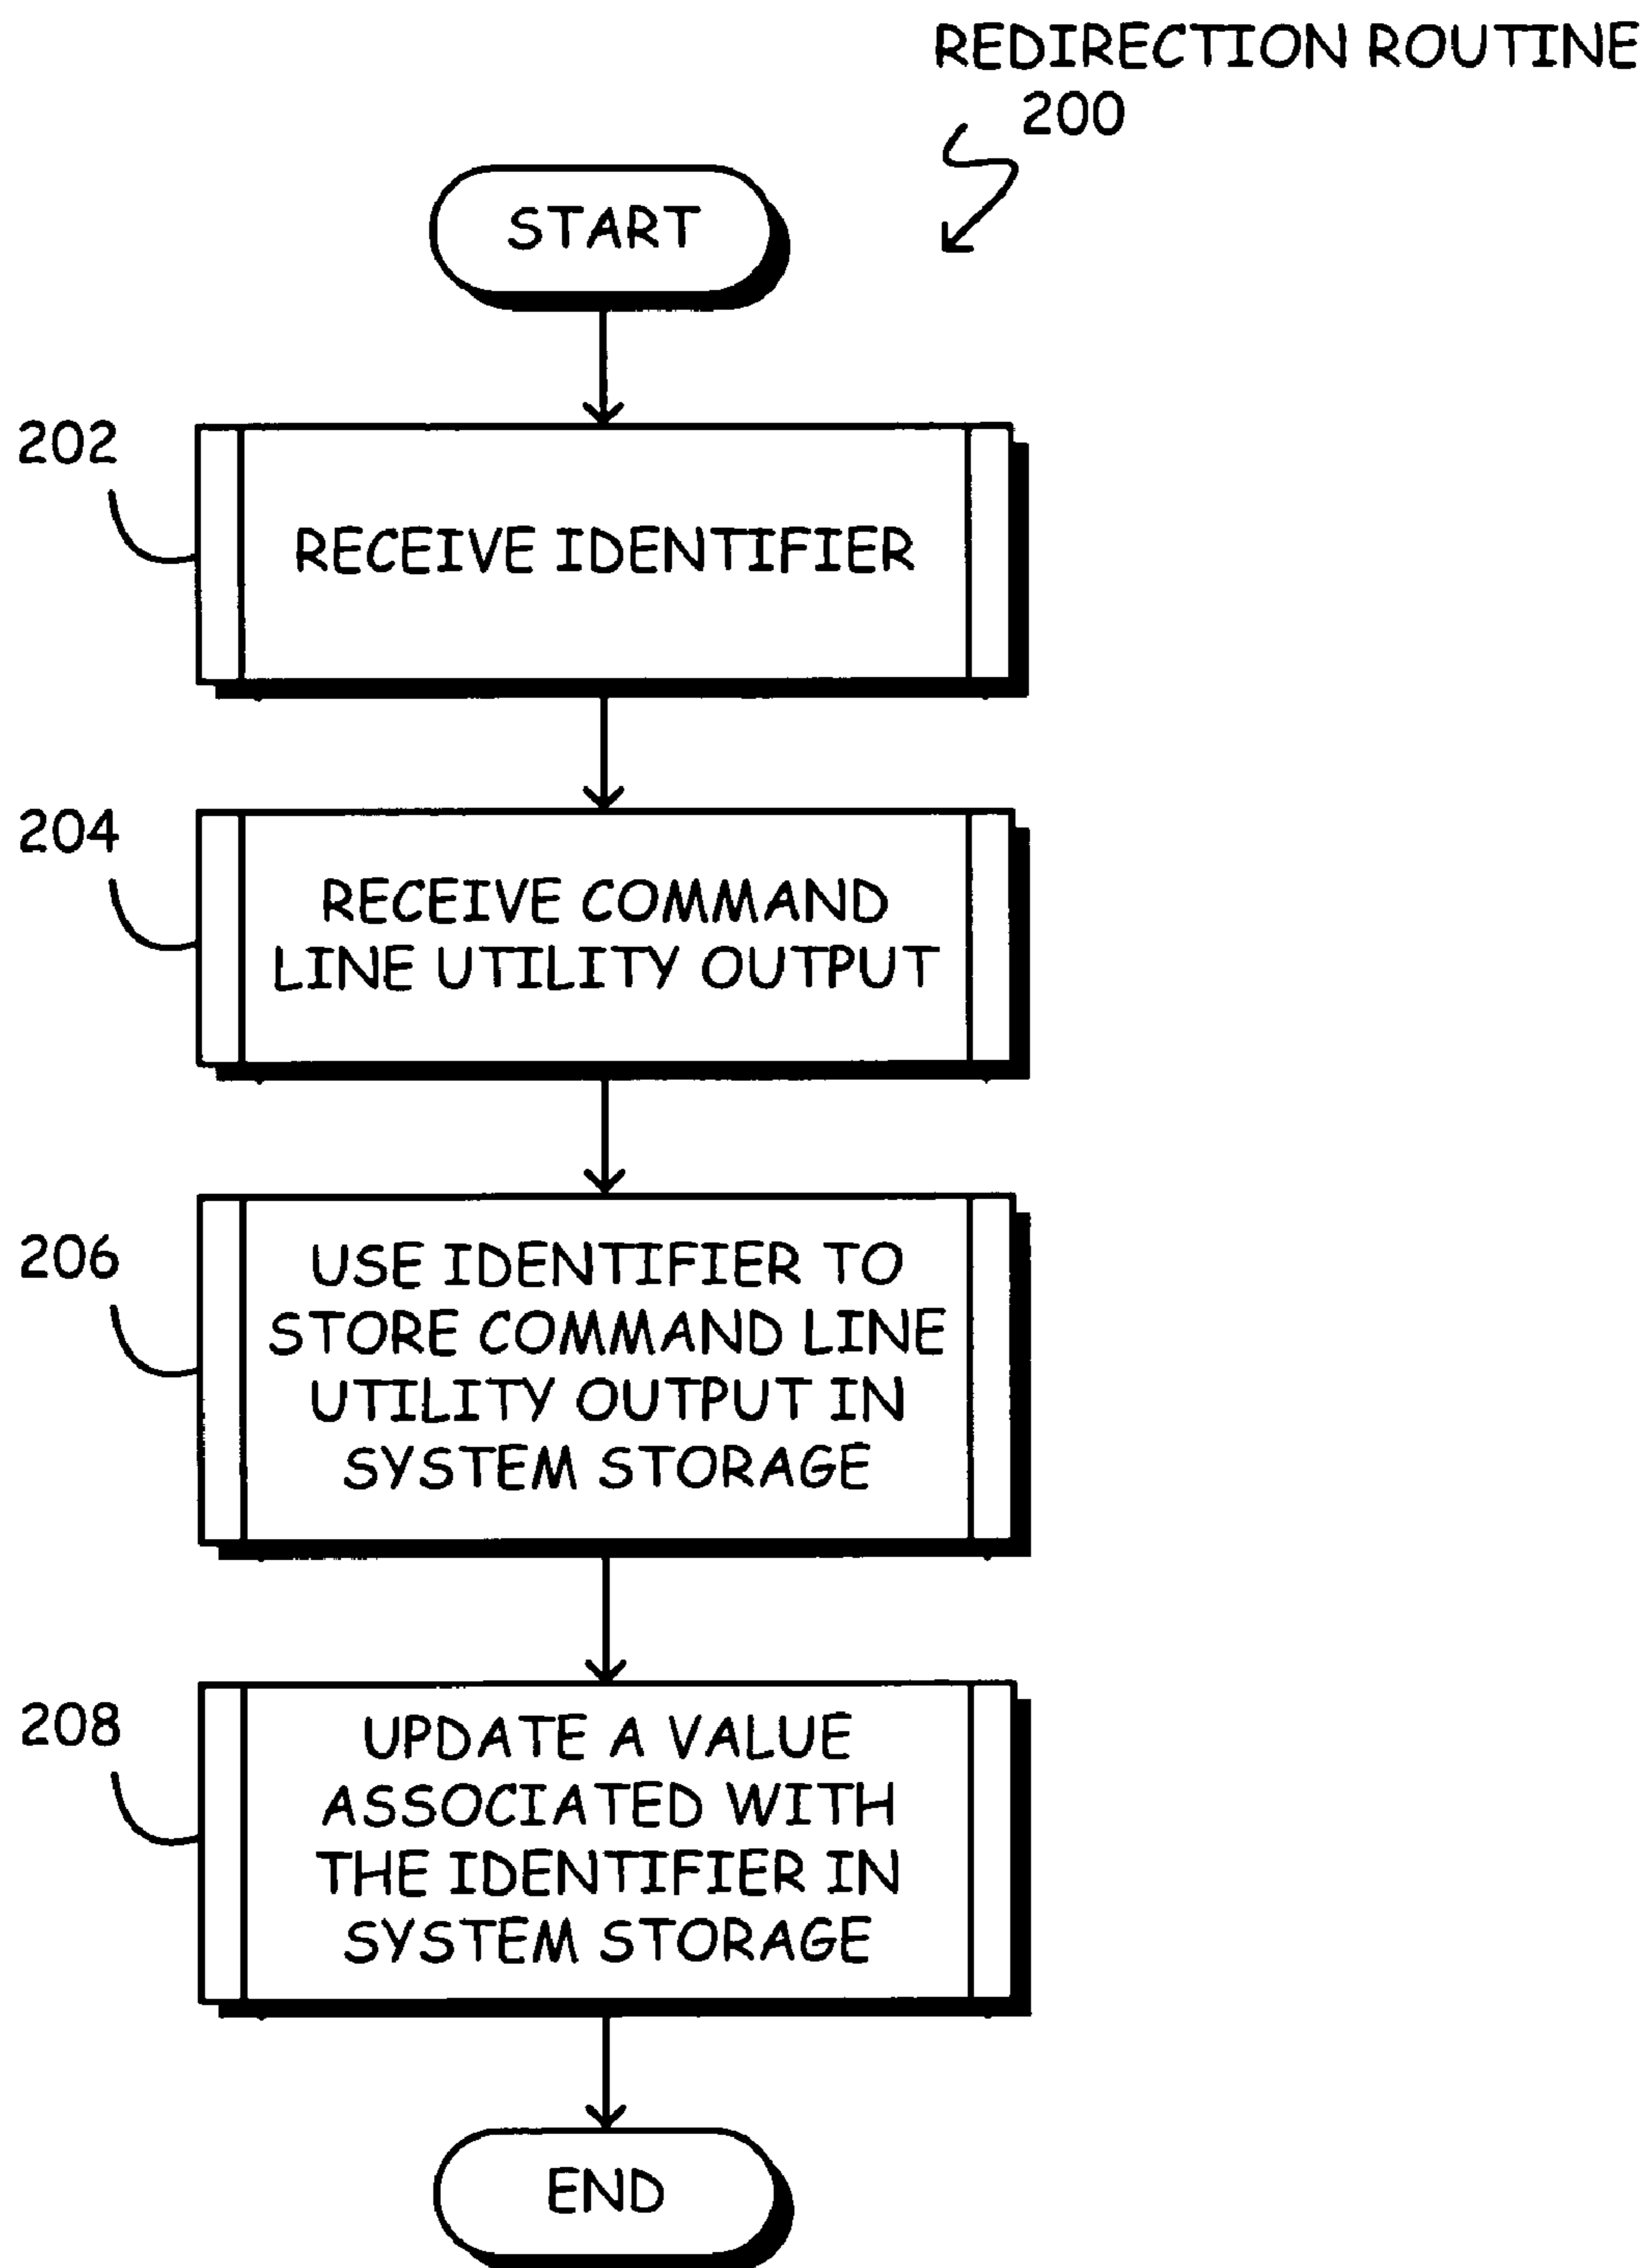 REDIRECTION ROUTINE
200
START
202
RECEIVE IDENTIFIER
204
RECEIVE COMMAND
LINE UTILITY OUTPUT
206
USE IDENTIFIER TO
STORE COMMAND LINE
UTILITY OUTPUT IN
SYSTEM STORAGE
208
UPDATE A VALUE
ASSOCIATED WITH
THE IDENTIFIER IN
SYSTEM STORAGE
END